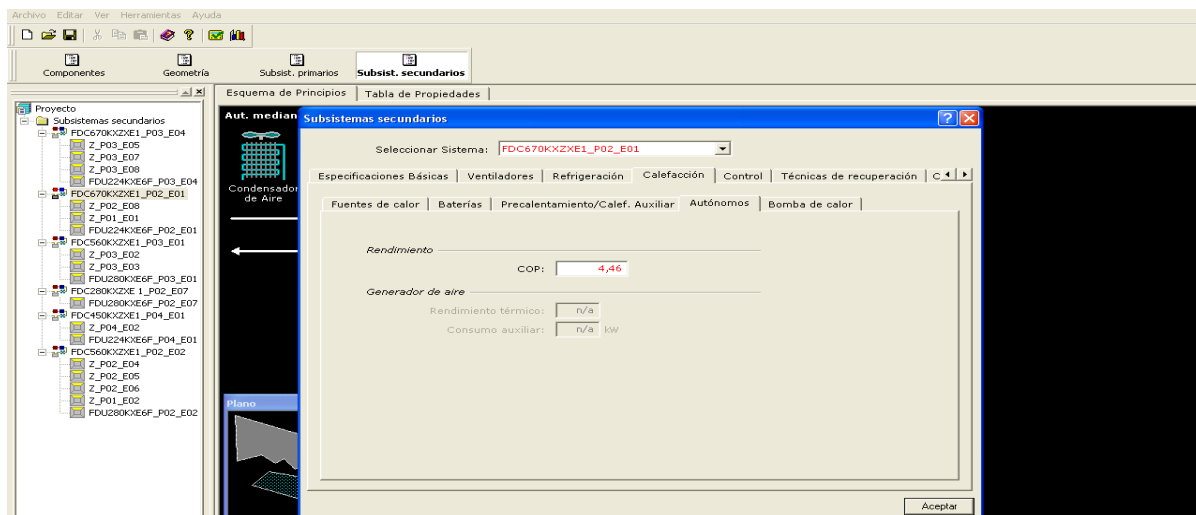 Archivo Editar Ver Herramientas Ayuda
Componentes Geometría Subsist. primarios Subsist. secundarios
Esquema de Principios Tabla de Propiedades
Proyecto
Subsistemas secundarios
FDC670KXZXE1_P03_E04
Z_P03_E05
Z_P03_E07
Z_P03_E08
FDU224KXE6F_P03_E04
FDC670KXZXE1_P02_E01
Z_P02_E08
Z_P01_E01
FDU224KXE6F_P02_E01
FDC560KXZXE1_P03_E01
Z_P03_E02
Z_P03_E03
FDU280KXE6F_P03_E01
FDC280KXZXE 1_P02_E07
FDU280KXE6F_P02_E07
FDC450KXZXE1_P04_E01
Z_P04_E02
FDU224KXE6F_P04_E01
FDC560KXZXE1_P02_E02
Z_P02_E04
Z_P02_E05
Z_P02_E06
Z_P01_E02
FDU280KXE6F_P02_E02
Aut. median
Condensador
de Aire
Plano
Subsistemas secundarios
Seleccionar Sistema: FDC670KXZXE1_P02_E01
Especificaciones Básicas Ventiladores Refrigeración Calefacción Control Técnicas de recuperación C
Fuentes de calor Baterías Precalentamiento/Calef. Auxiliar Autónomos Bomba de calor
Rendimiento
COP: 4,46
Generador de aire
Rendimiento térmico: n/a
Consumo auxiliar: n/a kW
Aceptar